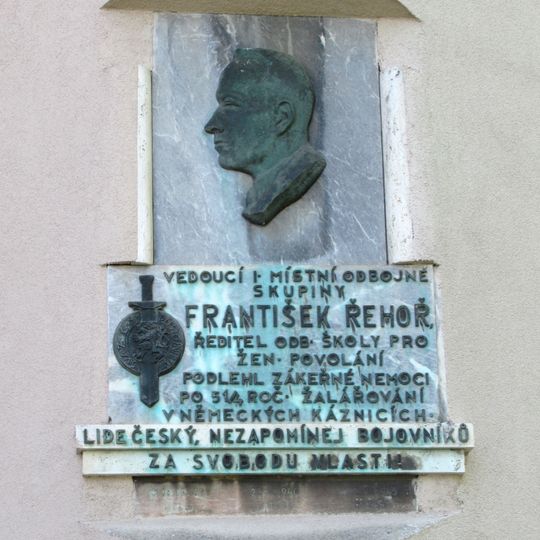 VEDOUCÍ I. MÍSTNÍ ODBOJNÉ
SKUPINY
FRANTIŠEK ŘEHOŘ,
ŘEDITEL ODB. ŠKOLY PRO
ŽEN. POVOLÁNÍ
PODLEHL ZÁKEŘNÉ NEMOCI
PO 5 1/4 ROČ. ŽALÁŘOVÁNÍ
V NĚMECKÝCH KÁZNICÍCH.
LIDE ČESKÝ, NEZAPOMÍNEJ BOJOVNÍKŮ
ZA SVOBODU VLASTI!